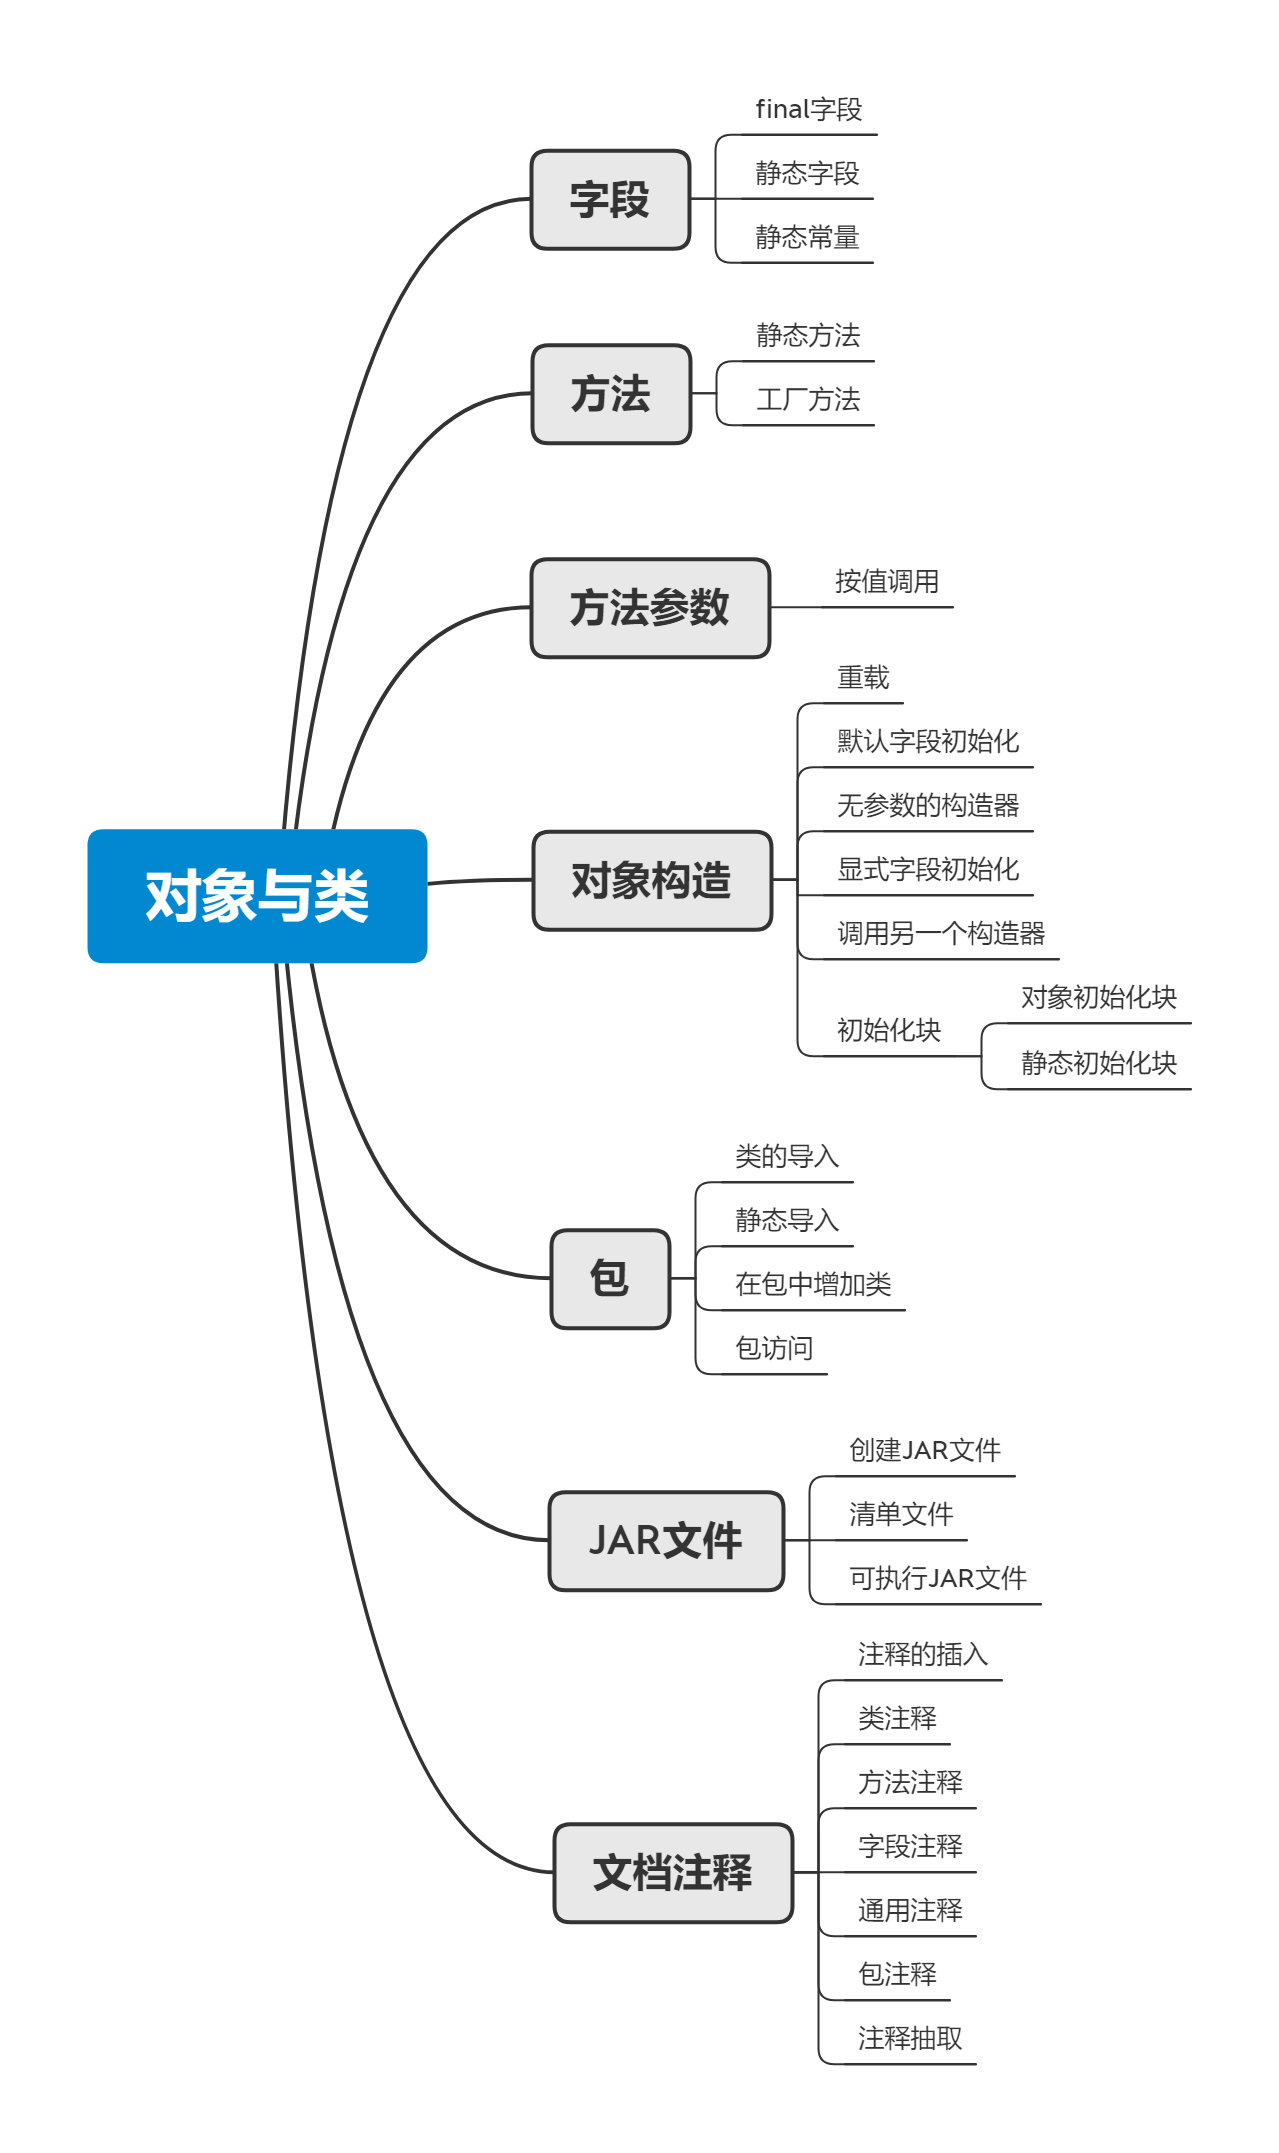 对象与类
字段
final字段
静态字段
静态常量
方法
静态方法
工厂方法
方法参数
按值调用
对象构造
重载
默认字段初始化
无参数的构造器
显式字段初始化
调用另一个构造器
初始化块
对象初始化块
静态初始化块
包
类的导入
静态导入
在包中增加类
包访问
JAR文件
创建JAR文件
清单文件
可执行JAR文件
文档注释
注释的插入
类注释
方法注释
字段注释
通用注释
包注释
注释抽取